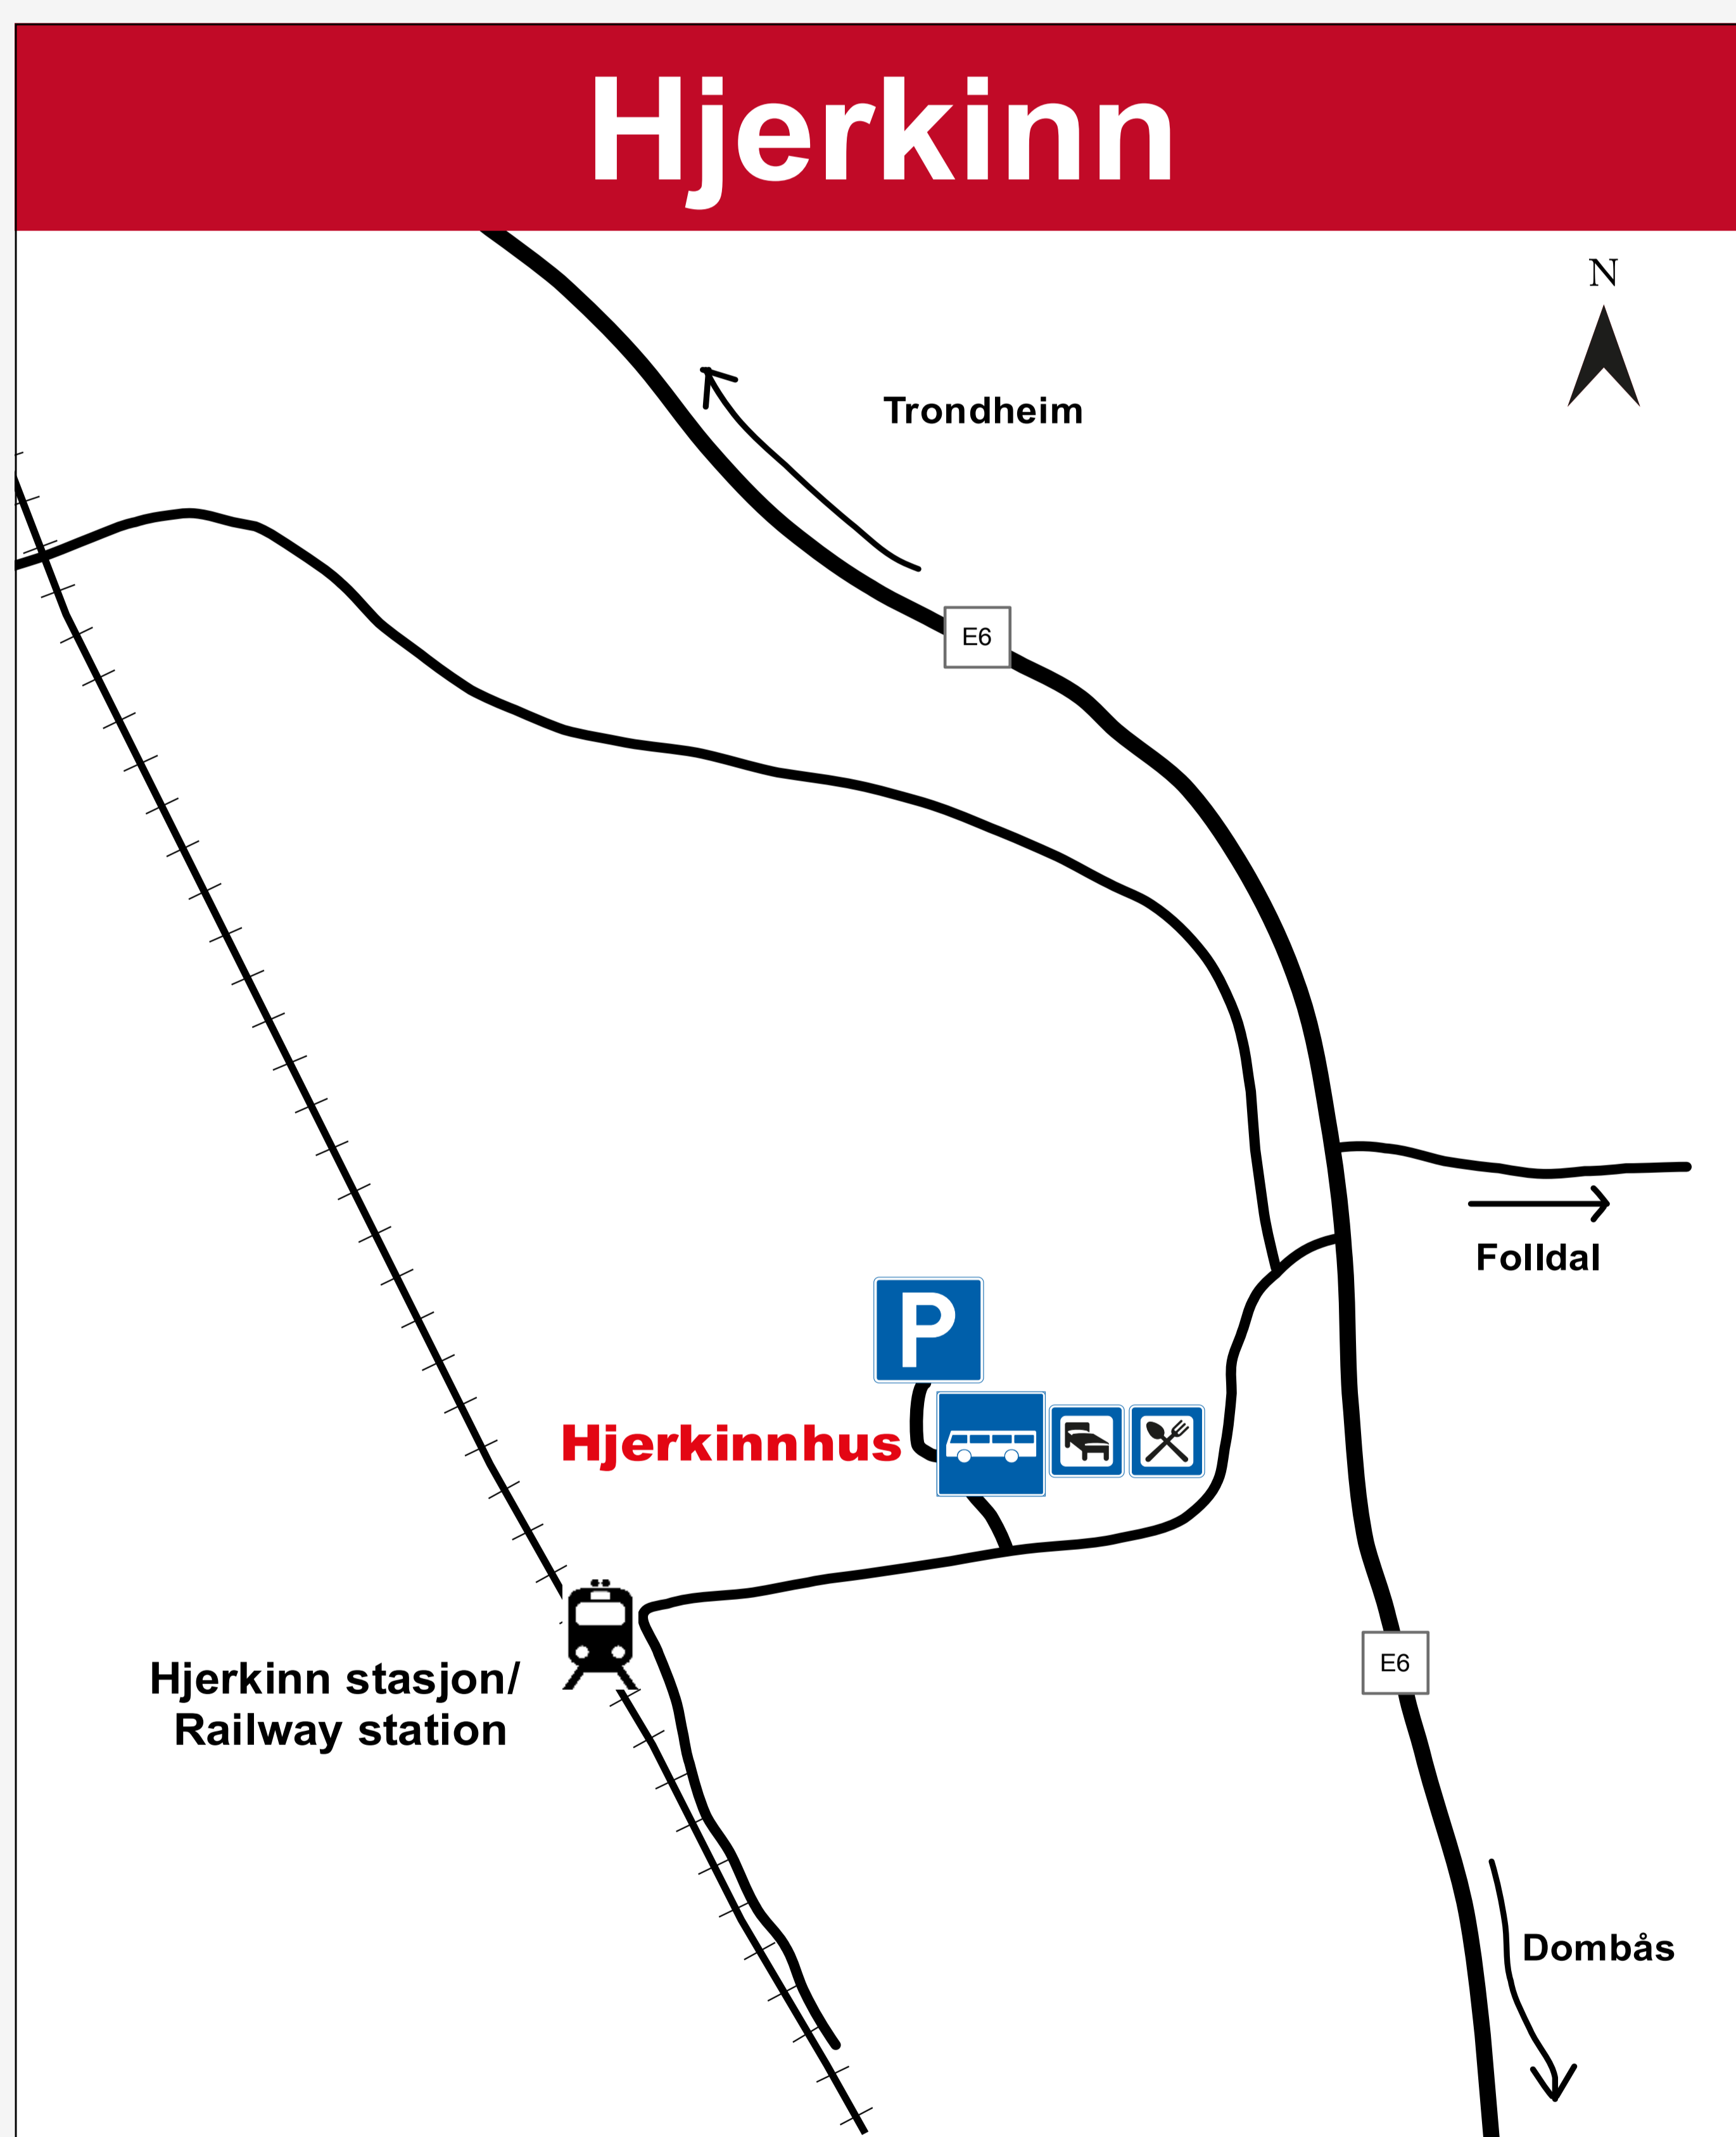 Hjerkinn
N
Trondheim
E6
Folldal
P
Hjerkinnhus
E6
Hjerkinn stasjon/
Railway station
Dombås